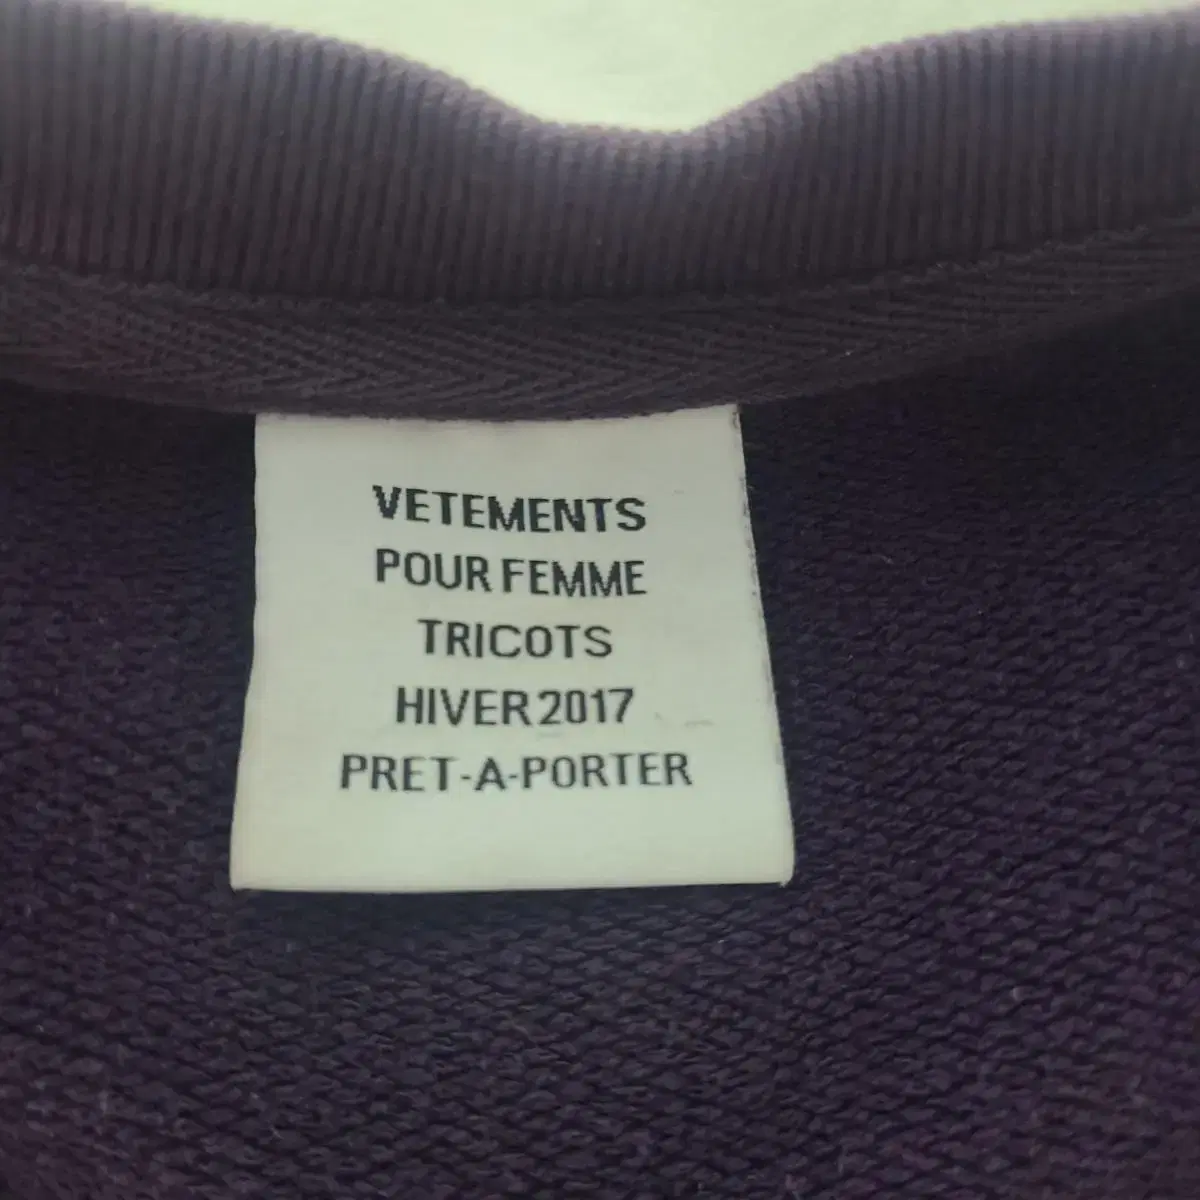 VETEMENTS
POUR FEMME
TRICOTS
HIVER 2017
PRET-A-PORTER